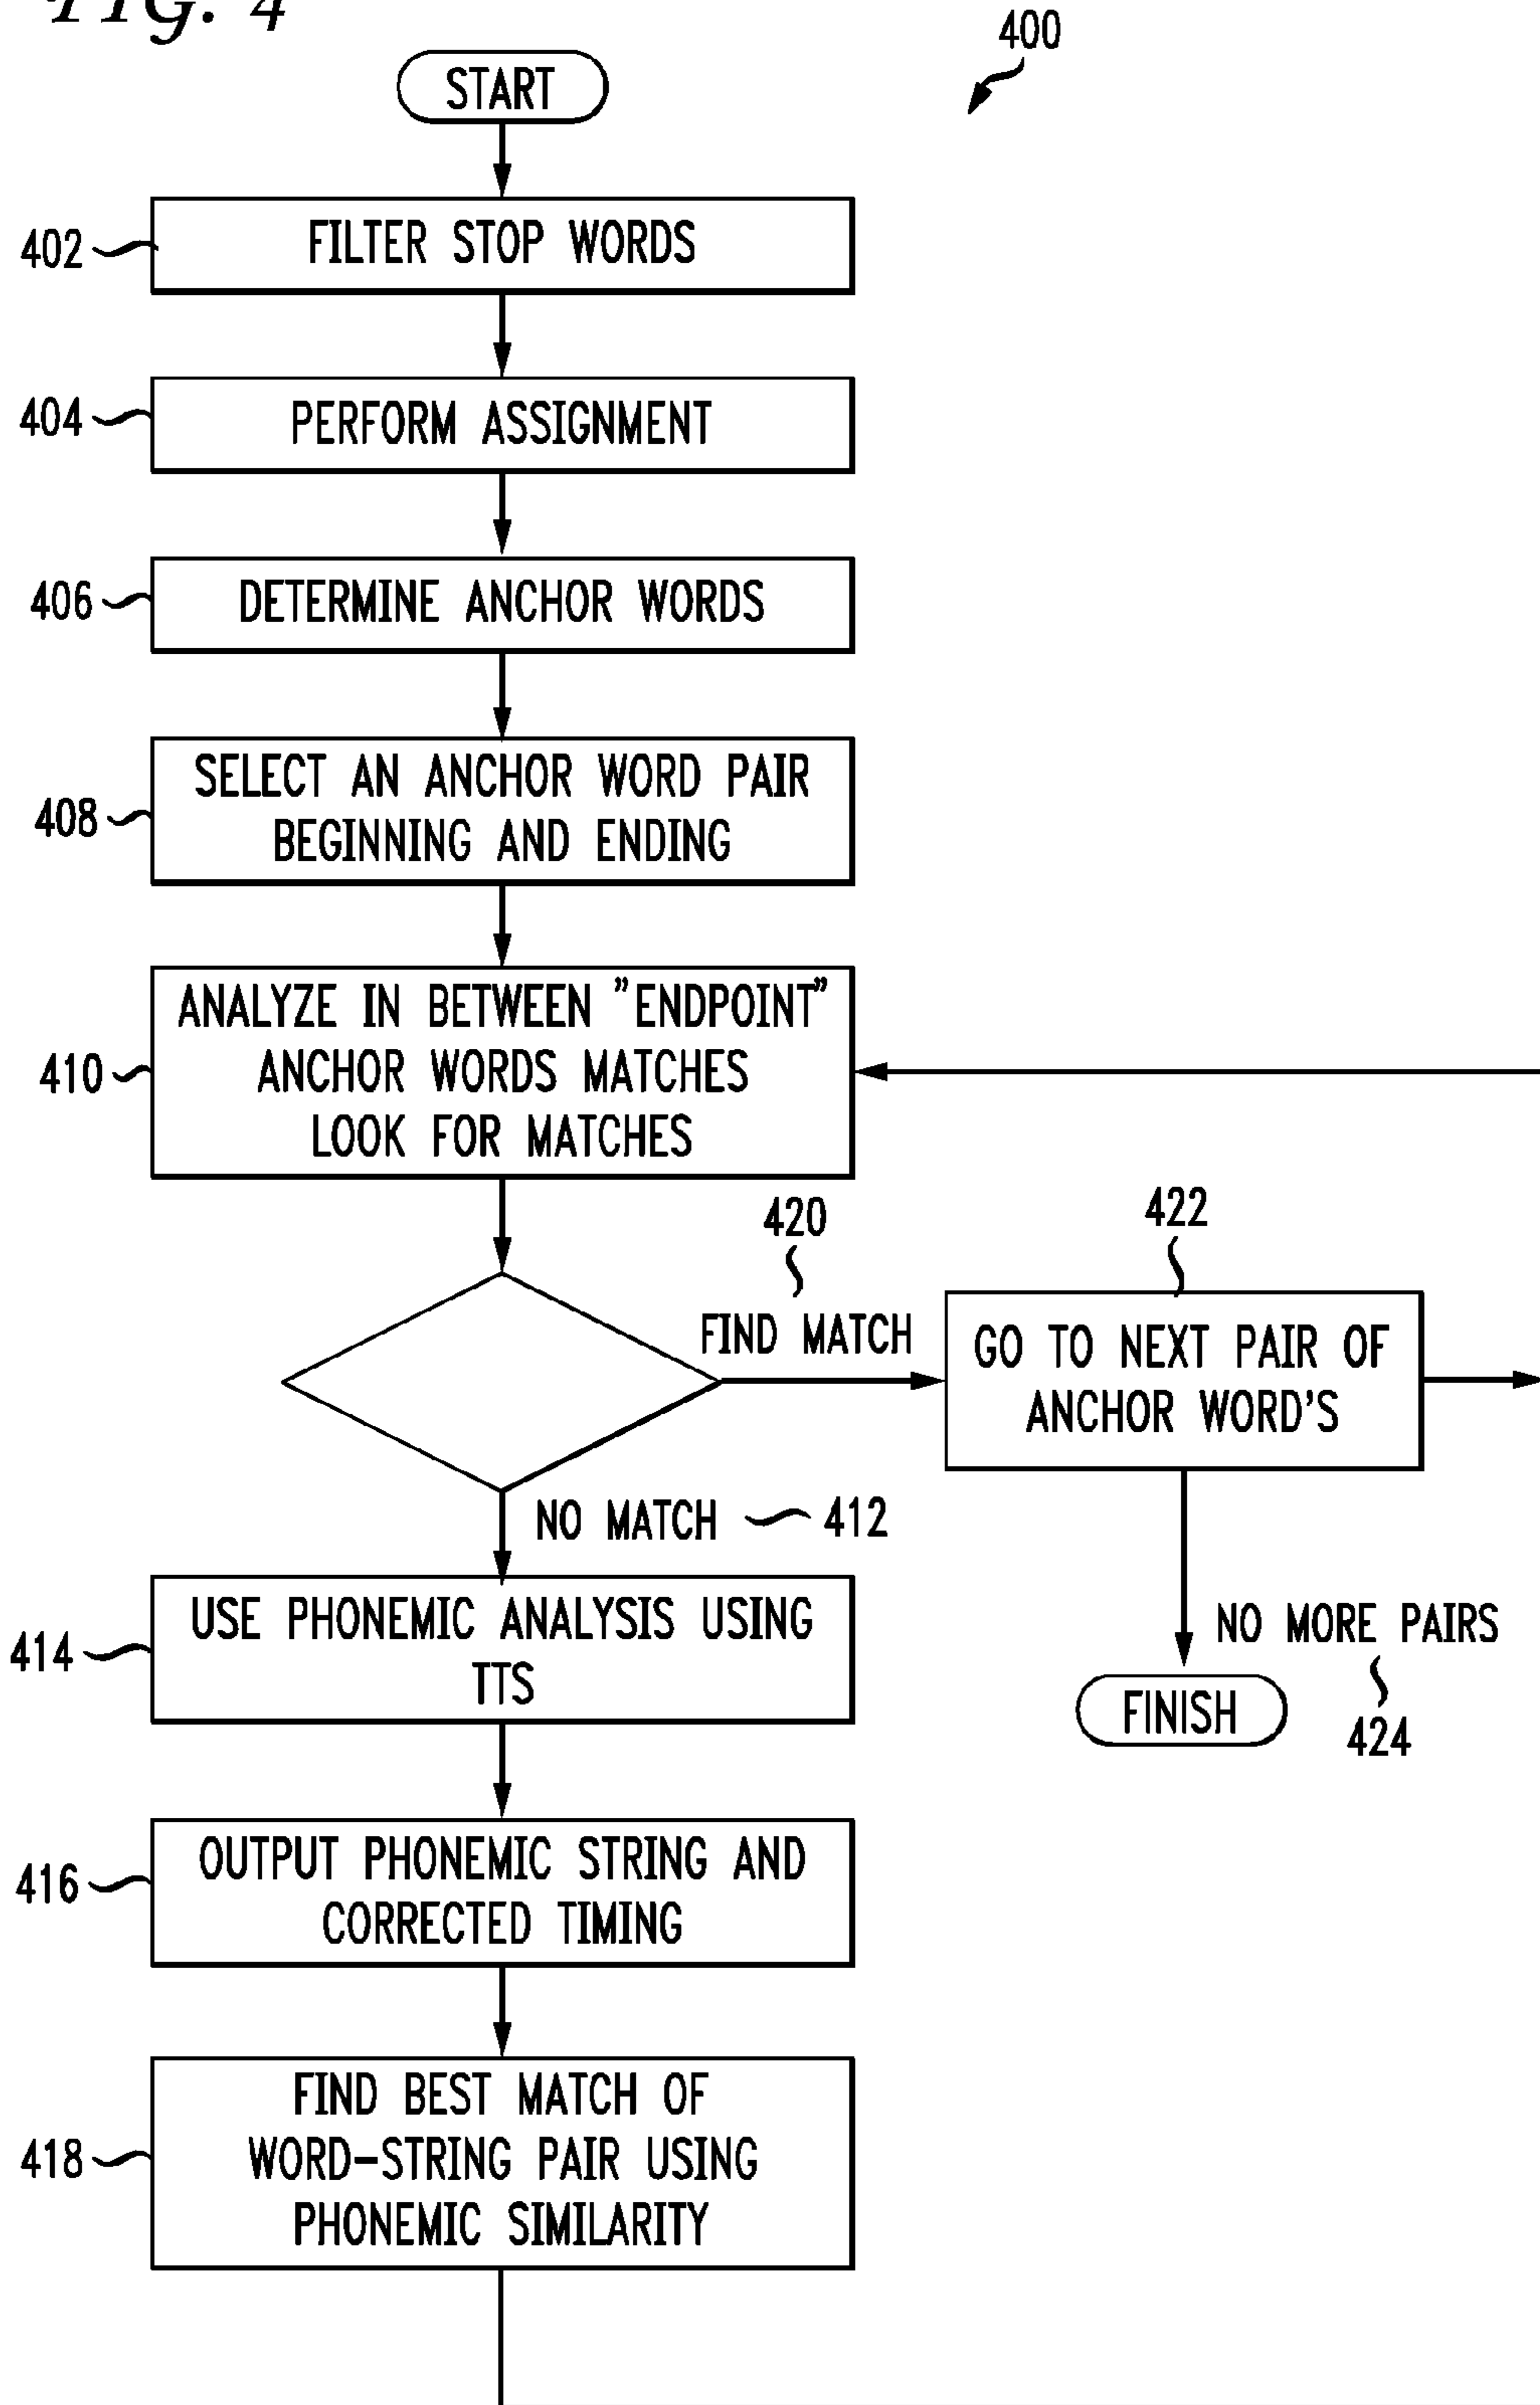 FIG. 4
400
START
402
FILTER STOP WORDS
404
PERFORM ASSIGNMENT
406
DETERMINE ANCHOR WORDS
408
SELECT AN ANCHOR WORD PAIR
BEGINNING AND ENDING
410
ANALYZE IN BETWEEN "ENDPOINT"
ANCHOR WORDS MATCHES
LOOK FOR MATCHES
420
FIND MATCH
422
GO TO NEXT PAIR OF
ANCHOR WORD'S
NO MATCH
412
414
USE PHONEMIC ANALYSIS USING
TTS
NO MORE PAIRS
424
FINISH
416
OUTPUT PHONEMIC STRING AND
CORRECTED TIMING
418
FIND BEST MATCH OF
WORD-STRING PAIR USING
PHONEMIC SIMILARITY